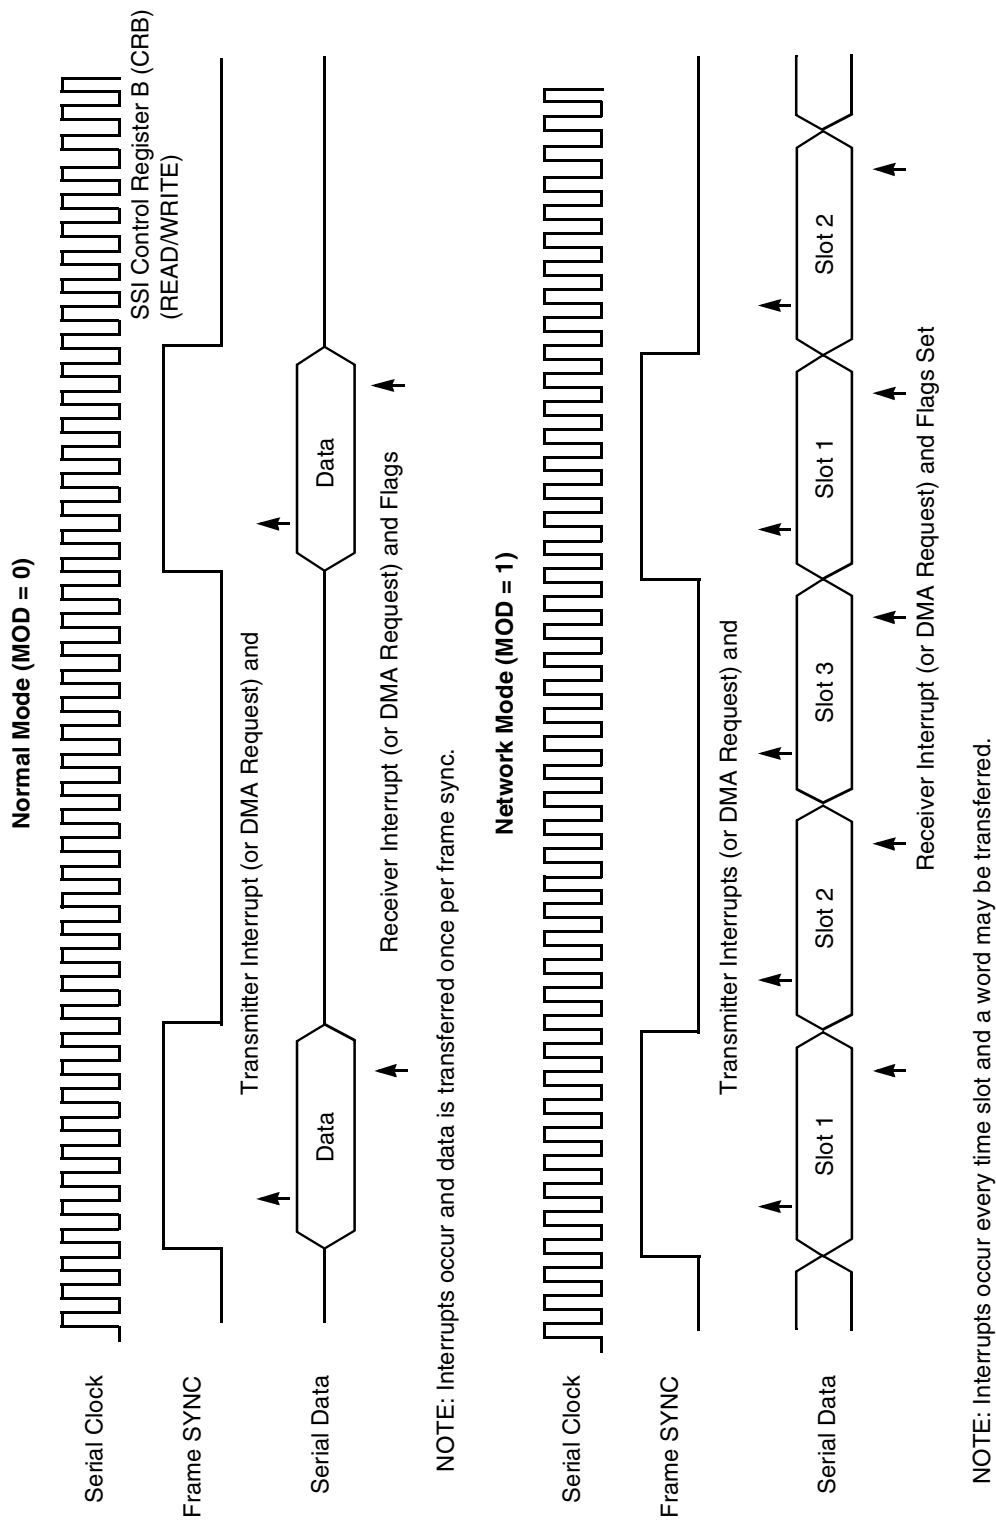 Normal Mode (MOD = 0)
Serial Clock
SSI Control Register B (CRB)
(READ/WRITE)
Frame SYNC
Transmitter Interrupt (or DMA Request) and
Serial Data
Data
Data
Receiver Interrupt (or DMA Request) and Flags
NOTE: Interrupts occur and data is transferred once per frame sync.
Network Mode (MOD = 1)
Serial Clock
Frame SYNC
Transmitter Interrupts (or DMA Request) and
Serial Data
Slot 1
Slot 2
Slot 3
Slot 1
Slot 2
Receiver Interrupt (or DMA Request) and Flags Set
NOTE: Interrupts occur every time slot and a word may be transferred.